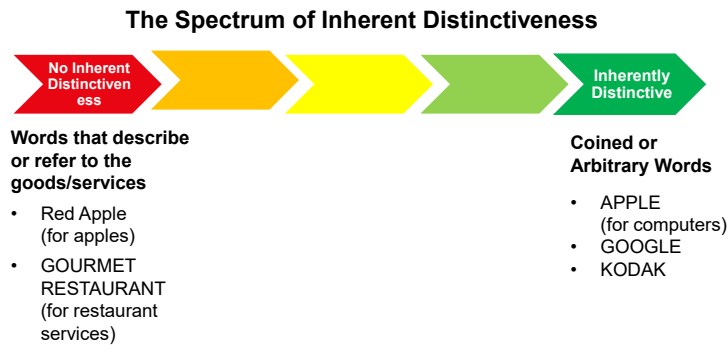 The Spectrum of Inherent Distinctiveness
No Inherent
Distinctiven
ess
Inherently
Distinctive
Words that describe
or refer to the
goods/services
• Red Apple
(for apples)
• GOURMET
RESTAURANT
(for restaurant
services)
Coined or
Arbitrary Words
• APPLE
(for computers)
• GOOGLE
• KODAK